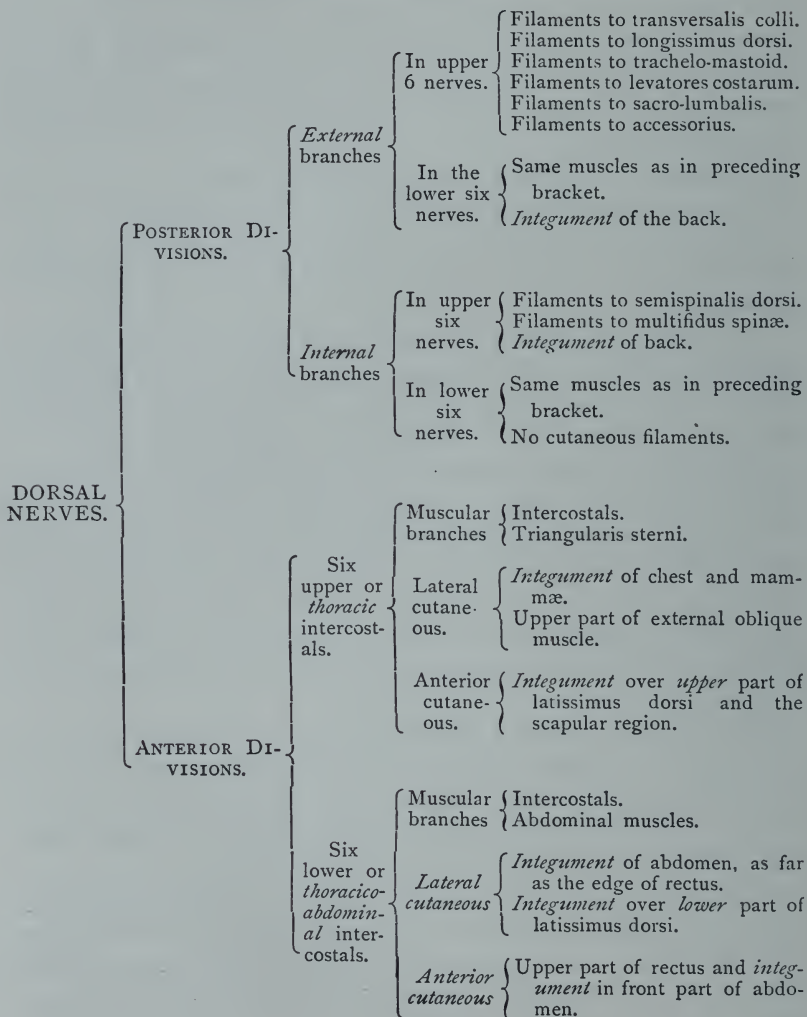 Filaments to transversalis colli.
Filaments to longissimus dorsi.
In upper
6 nerves.
Filaments to trachelo-mastoid.
Filaments to levatores costarum.
Filaments to sacro-lumbalis.
Filaments to accessorius.
External
branches
In the
lower six
nerves.
Same muscles as in preceding
bracket.
Integument of the back.
POSTERIOR DI-
VISIONS.
Internal
branches
In upper
six
nerves.
Filaments to semispinalis dorsi.
Filaments to multifidus spinæ.
Integument of back.
In lower
six
nerves.
Same muscles as in preceding
bracket.
No cutaneous filaments.
DORSAL
NERVES.
Six
upper or
thoracic
intercost-
als.
Muscular
branches
Intercostals.
Triangularis sterni.
Lateral
cutane-
ous.
Integument of chest and mam-
mæ.
Upper part of external oblique
muscle.
Anterior
cutane-
ous.
Integument over upper part of
latissimus dorsi and the
scapular region.
ANTERIOR DI-
VISIONS.
Six
lower or
thoracico-
abdomin-
al inter-
costals.
Muscular
branches
Intercostals.
Abdominal muscles.
Lateral
cutaneous
Integument of abdomen, as far
as the edge of rectus.
Integument over lower part of
latissimus dorsi.
Anterior
cutaneous
Upper part of rectus and integ-
ument in front part of abdo-
men.